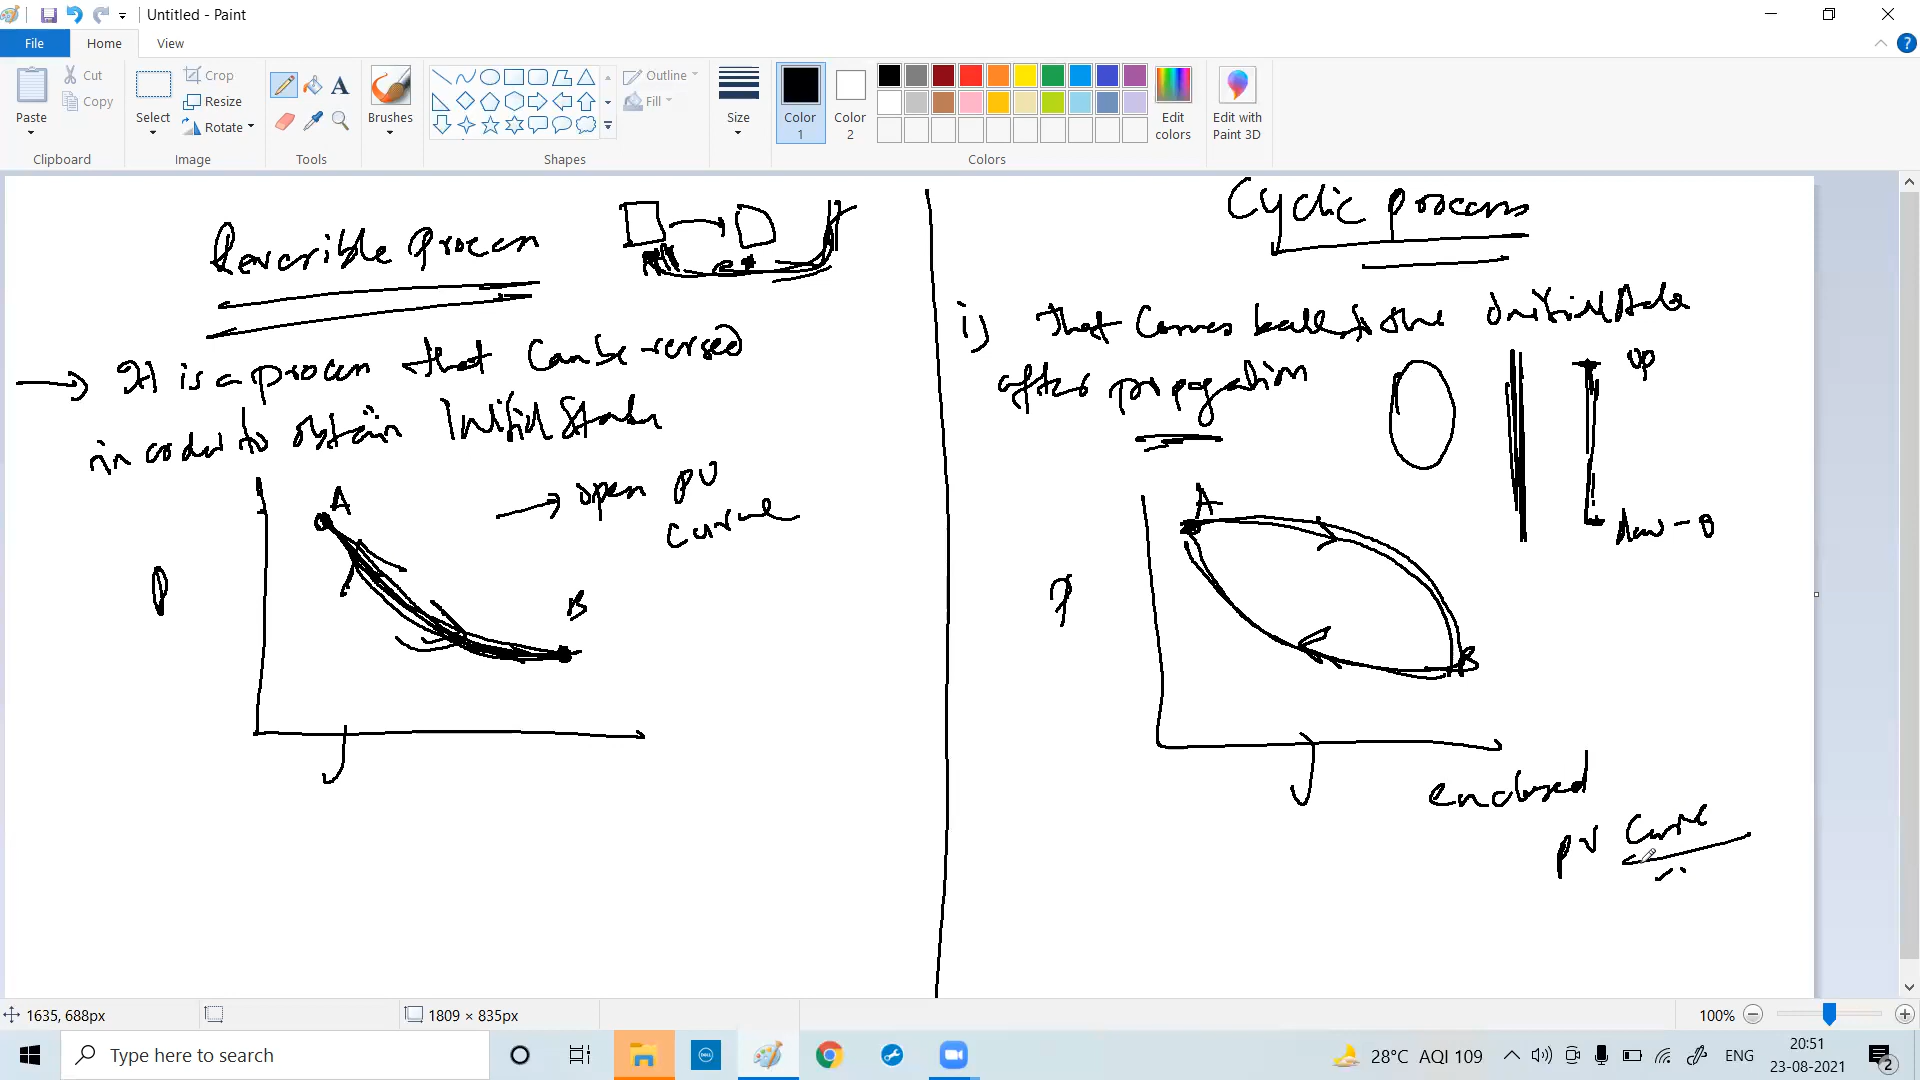 Untitled - Paint
File
Home
View
Paste
Cut
Copy
Clipboard
Select
Crop
Resize
Rotate
Image
Tools
Brushes
Shapes
Outline
Fill
Size
Color 1
Color 2
Colors
Edit colors
Edit with Paint 3D
Reversible Process
It is a process that can be reversed
in order to obtain Initial State
open PV
curve
A
B
P
V
Cyclic process
i) that comes back to the initial state
after propagation
up
A
B
P
V
enclosed
PV Curve
1635, 688px
1809 × 835px
100%
Type here to search
28°C AQI 109
ENG
20:51
23-08-2021
2